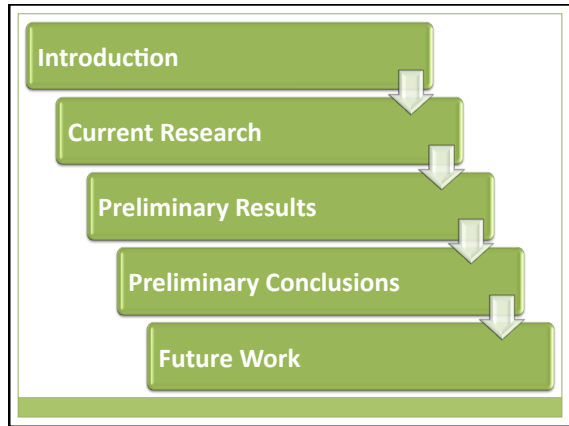 Introduction
Current Research
Preliminary Results
Preliminary Conclusions
Future Work